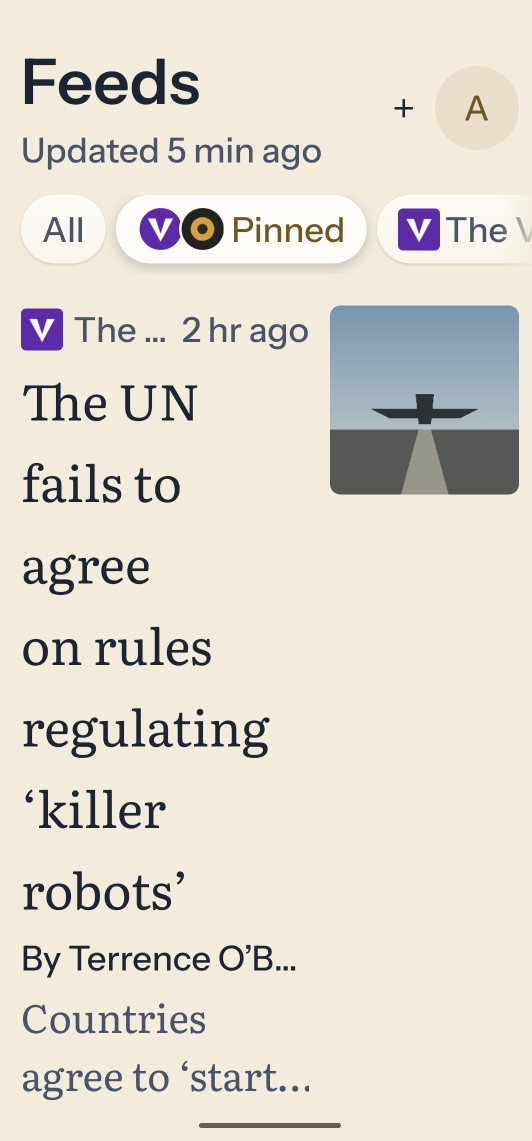 Feeds
Updated 5 min ago
+
A
All
Pinned
The
The ... 2 hr ago
The UN
fails to
agree
on rules
regulating
‘killer
robots’
By Terrence O’B...
Countries
agree to ‘start...